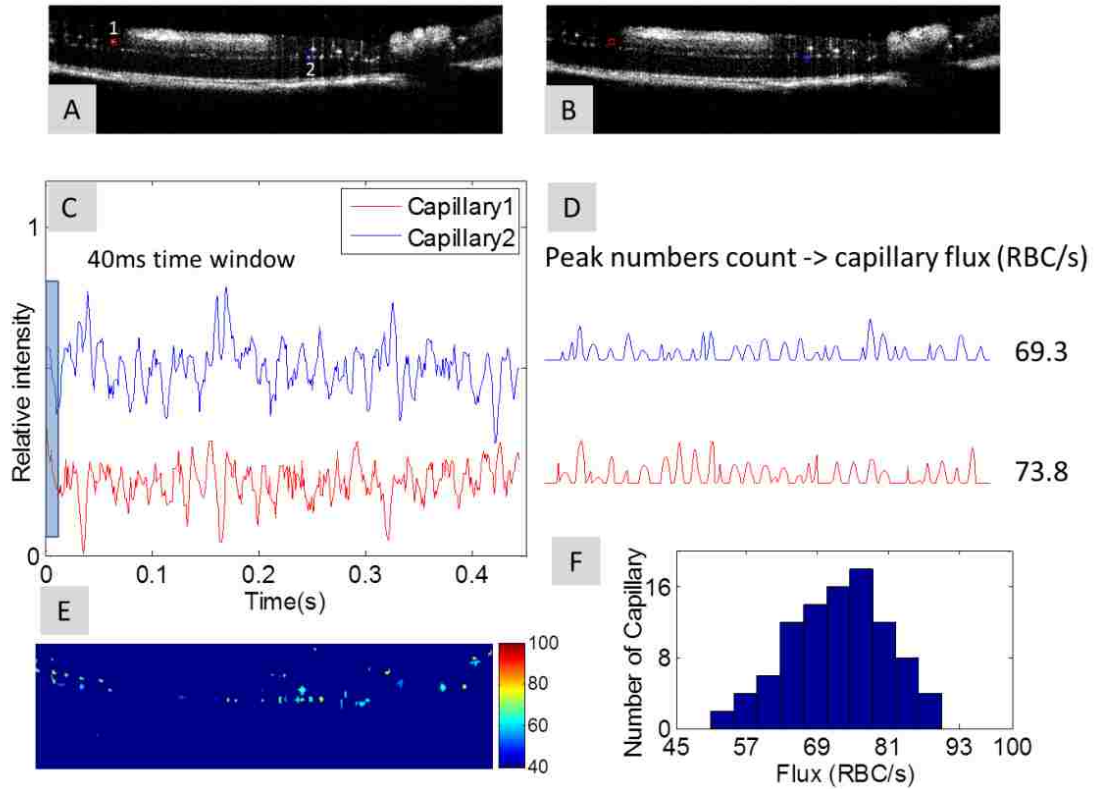 1
2
A
B
C
Capillary1
Capillary2
40ms time window
1
0
Relative intensity
0 0.1 0.2 0.3 0.4
Time(s)
D
Peak numbers count -> capillary flux (RBC/s)
69.3
73.8
E
100
80
60
40
F
Number of Capillary
16
8
0
45 57 69 81 93 100
Flux (RBC/s)